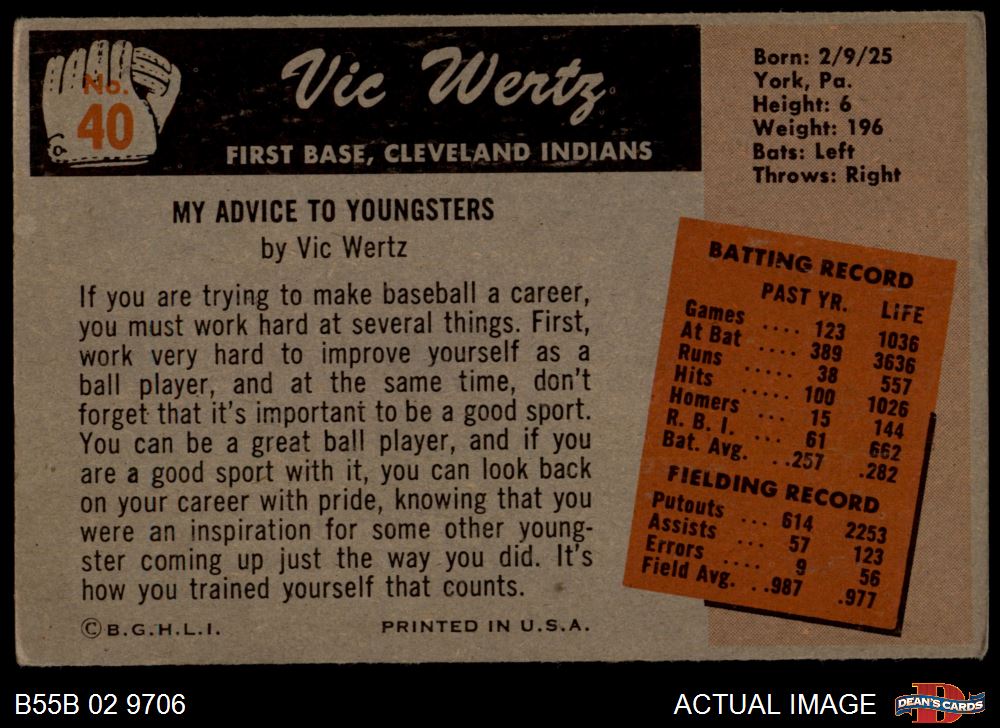 No.
40
Vic Wertz
FIRST BASE, CLEVELAND INDIANS
Born: 2/9/25
York, Pa.
Height: 6
Weight: 196
Bats: Left
Throws: Right
MY ADVICE TO YOUNGSTERS
by Vic Wertz
If you are trying to make baseball a career,
you must work hard at several things. First,
work very hard to improve yourself as a
ball player, and at the same time, don't
forget that it's important to be a good sport.
You can be a great ball player, and if you
are a good sport with it, you can look back
on your career with pride, knowing that you
were an inspiration for some other young-
ster coming up just the way you did. It's
how you trained yourself that counts.
© B.G.H.L.I. PRINTED IN U.S.A.
BATTING RECORD
PAST YR. LIFE
Games .... 123 1036
At Bat .... 389 3636
Runs ..... 38 557
Hits ..... 100 1026
Homers ... 15 144
R. B. I. ... 61 662
Bat. Avg. ...257 .282
FIELDING RECORD
Putouts ... 614 2253
Assists ... 57 123
Errors .... 9 56
Field Avg. ...987 .977
B55B 02 9706
ACTUAL IMAGE
D
DEAN'S CARDS